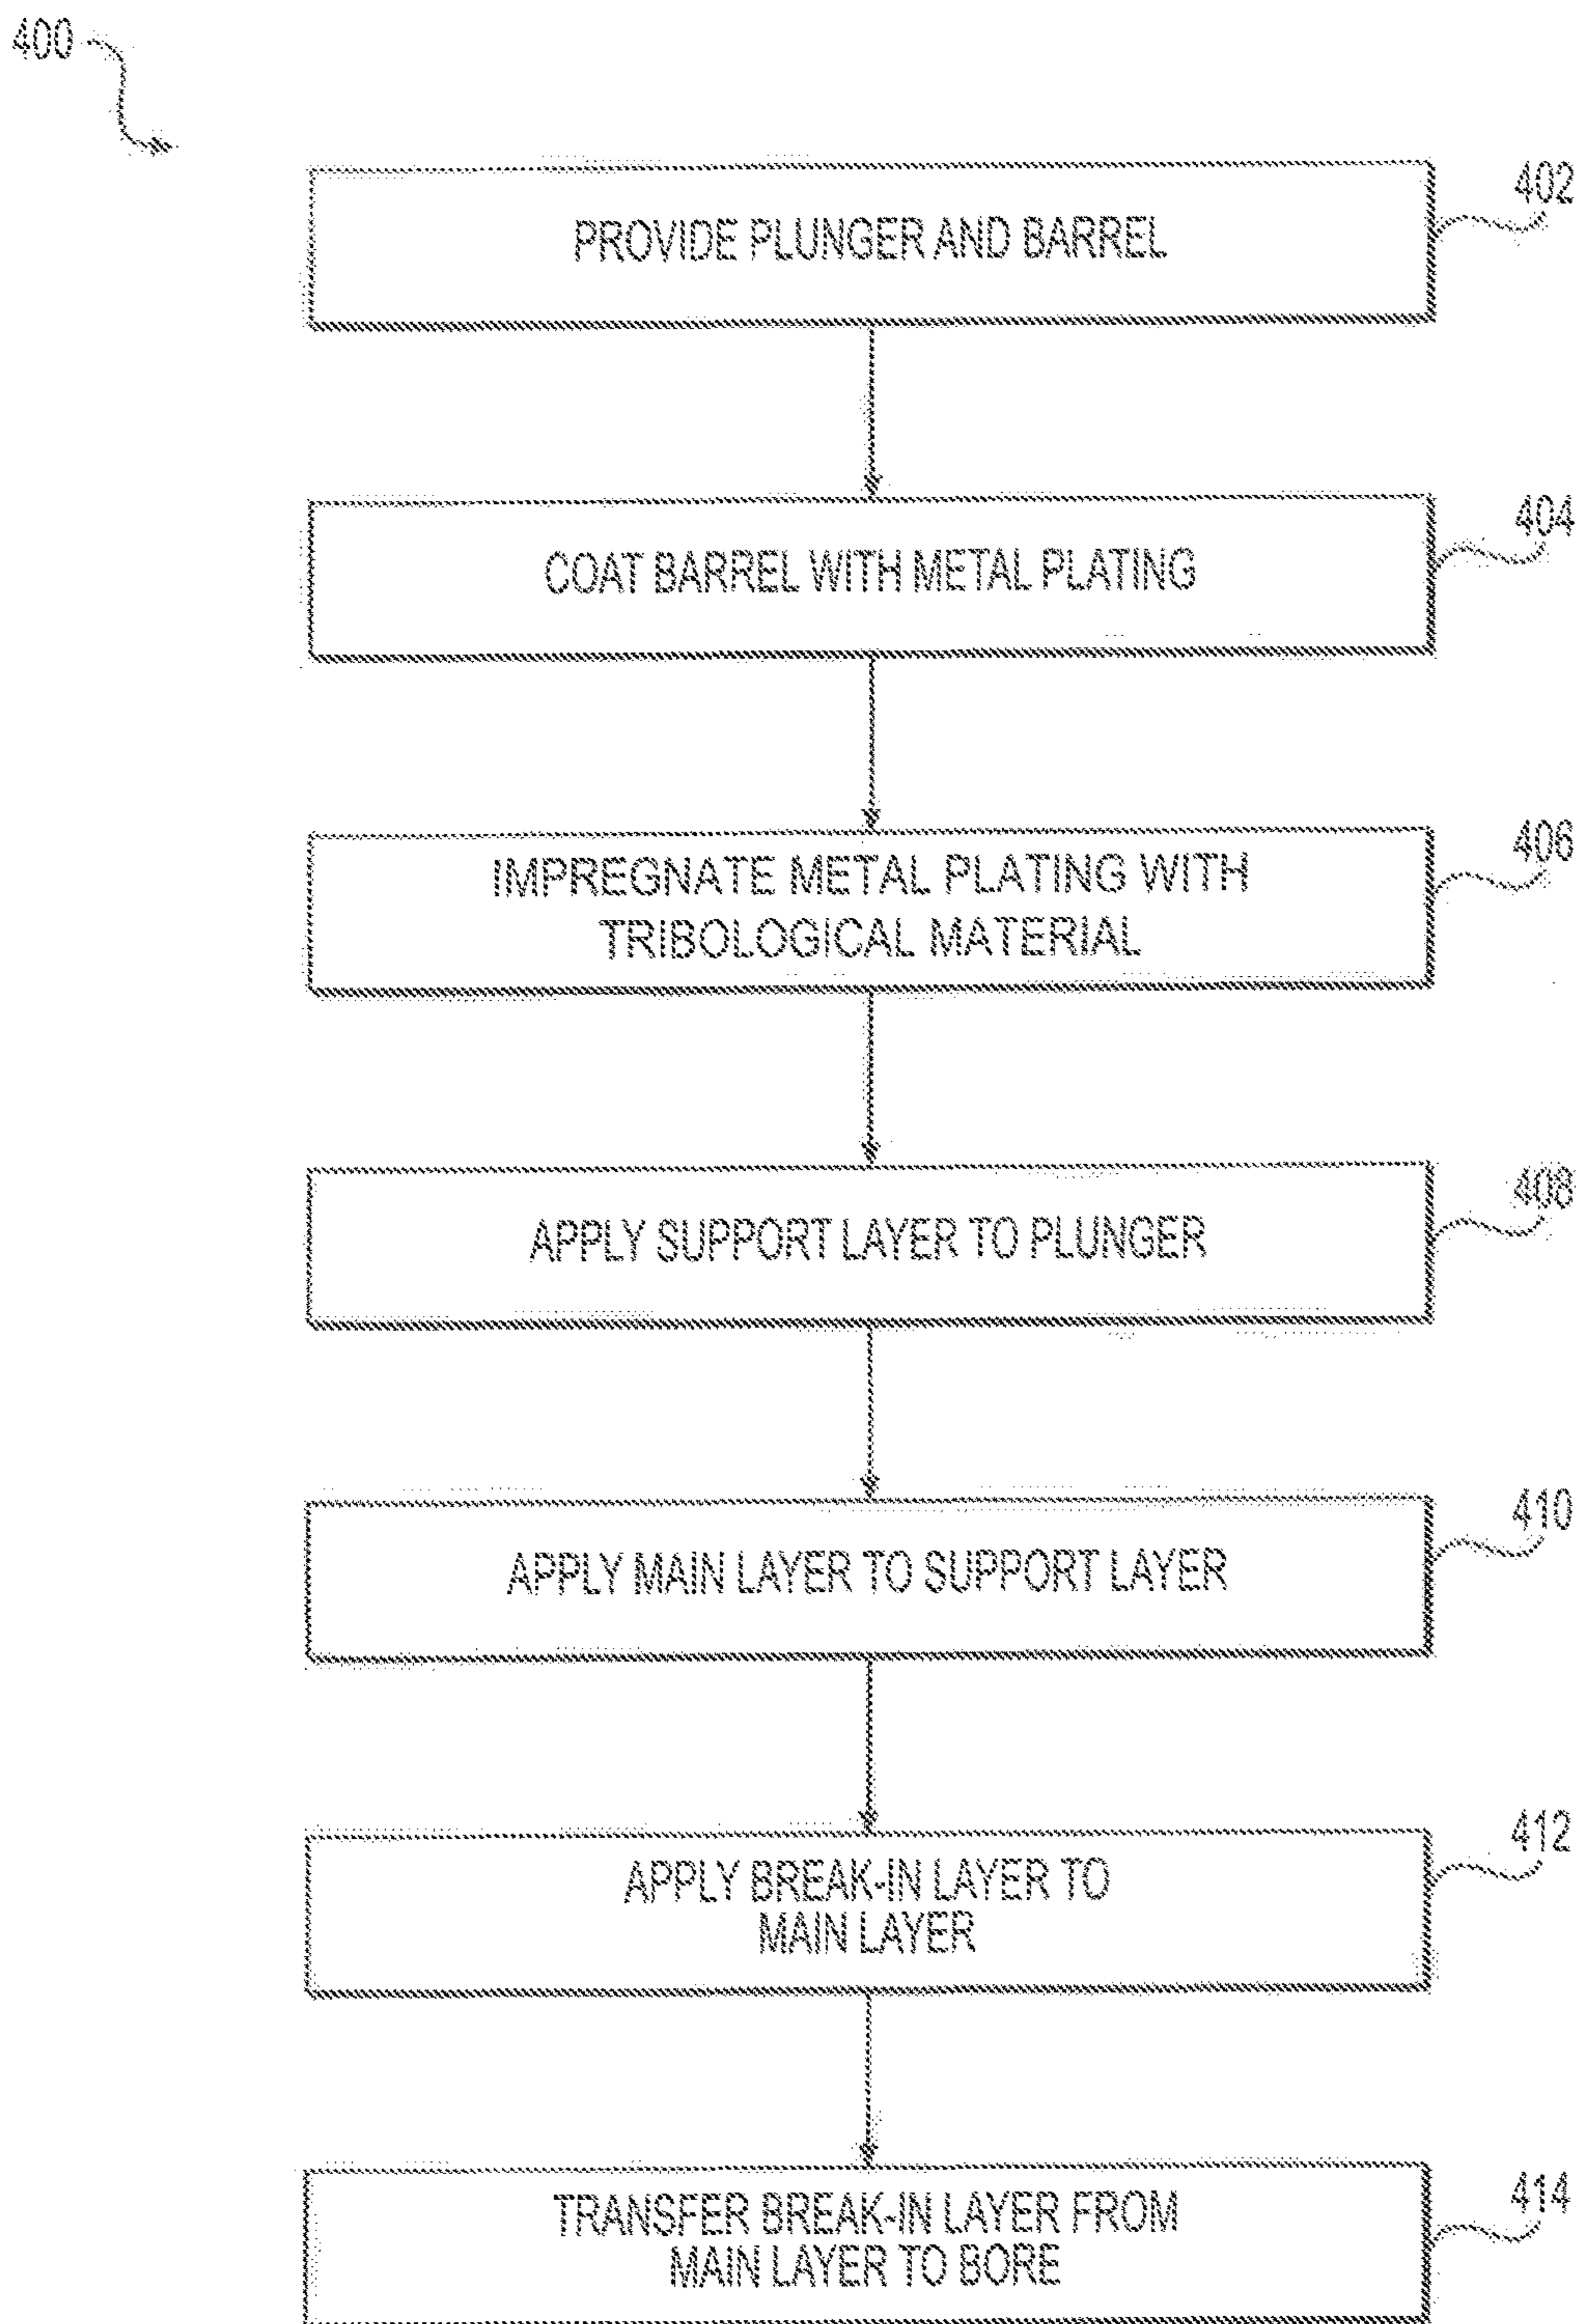 400
402
PROVIDE PLUNGER AND BARREL
404
COAT BARREL WITH METAL PLATING
406
IMPREGNATE METAL PLATING WITH
TRIBOLOGICAL MATERIAL
408
APPLY SUPPORT LAYER TO PLUNGER
410
APPLY MAIN LAYER TO SUPPORT LAYER
412
APPLY BREAK-IN LAYER TO
MAIN LAYER
414
TRANSFER BREAK-IN LAYER FROM
MAIN LAYER TO BORE